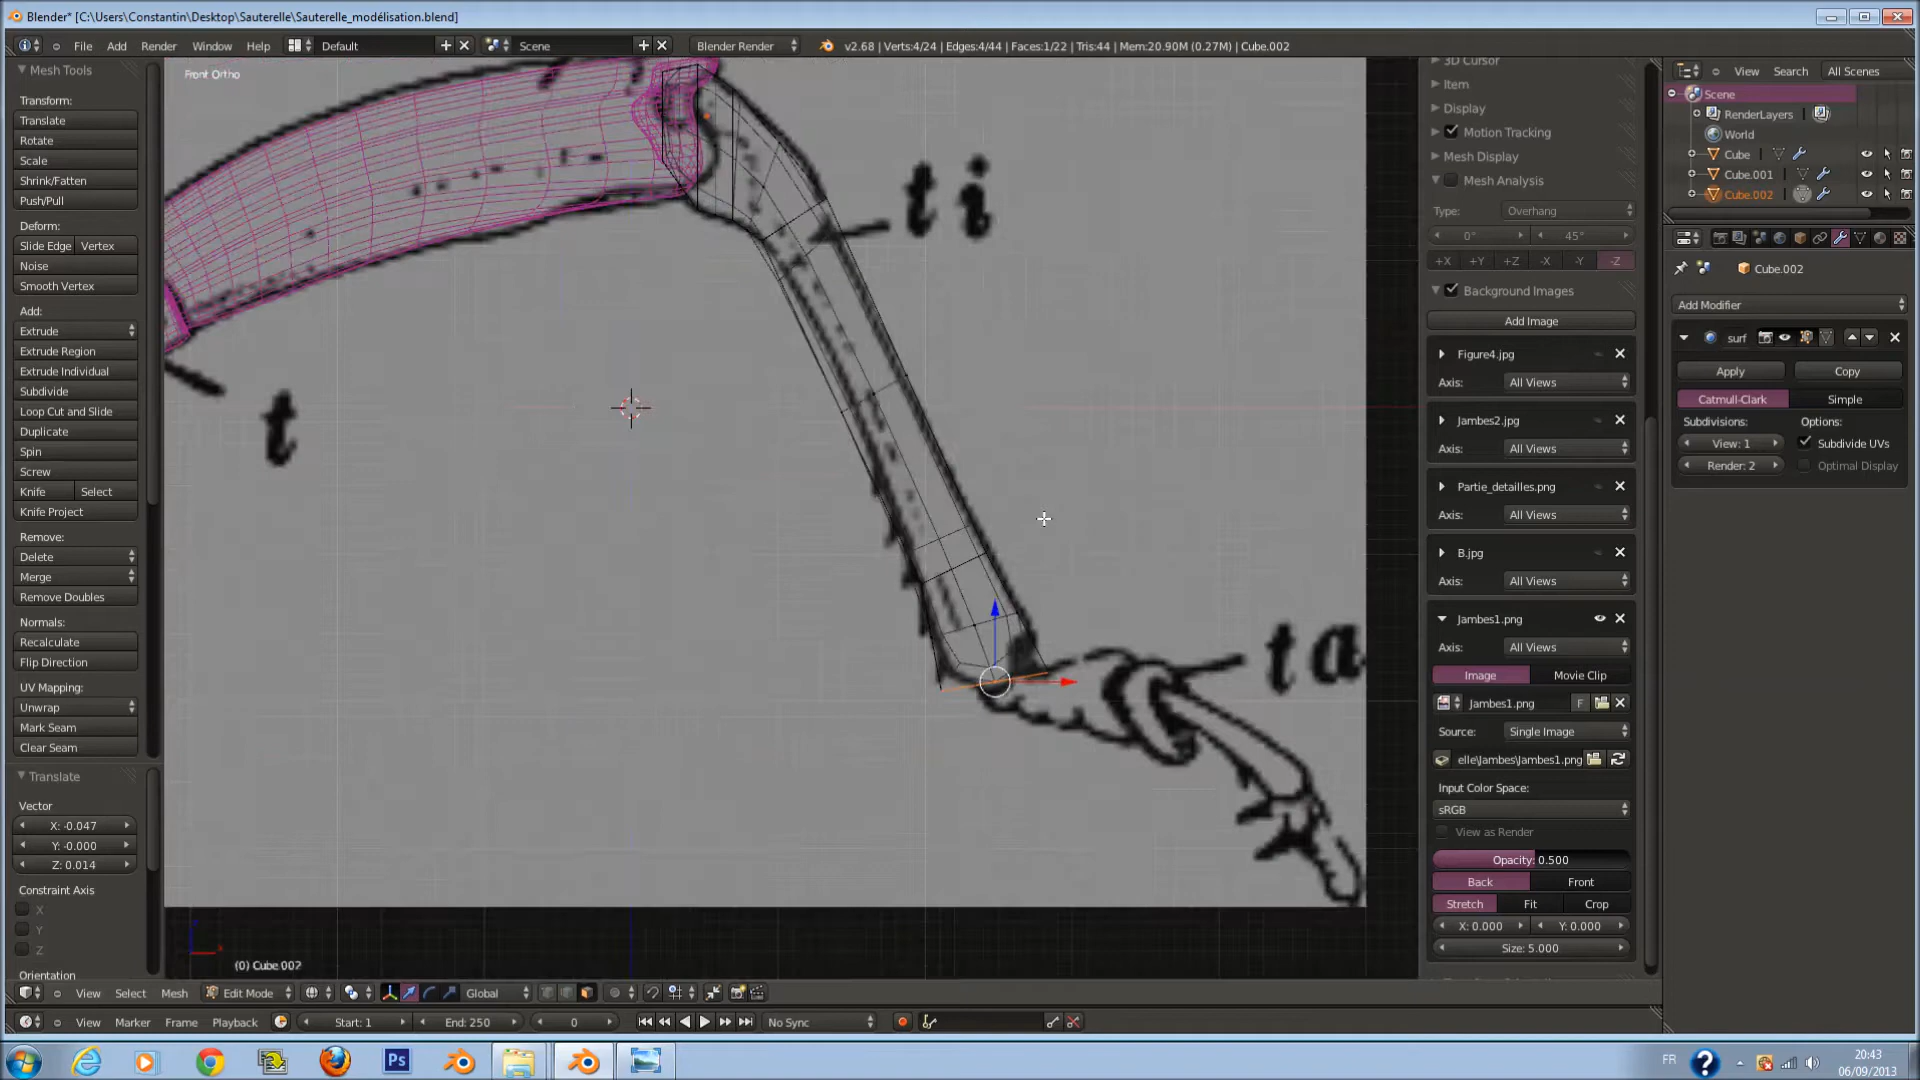 Blender* [C:\Users\Constantin\Desktop\Sauterelle\Sauterelle_modélisation.blend]
File Add Render Window Help Default Scene Blender Render v2.68 | Verts:4/24 | Edges:4/44 | Faces:1/22 | Tris:44 | Mem:20.90M (0.27M) | Cube.002
Mesh Tools
Transform:
Translate
Rotate
Scale
Shrink/Fatten
Push/Pull
Deform:
Slide Edge Vertex
Noise
Smooth Vertex
Add:
Extrude
Extrude Region
Extrude Individual
Subdivide
Loop Cut and Slide
Duplicate
Spin
Screw
Knife Select
Knife Project
Remove:
Delete
Merge
Remove Doubles
Normals:
Recalculate
Flip Direction
UV Mapping:
Unwrap
Mark Seam
Clear Seam
Translate
Vector
X: -0.047
Y: -0.000
Z: 0.014
Constraint Axis
X
Y
Z
Orientation
Front Ortho
ti
t
ta
(0) Cube.002
3D Cursor
Item
Display
Motion Tracking
Mesh Display
Mesh Analysis
Type: Overhang
0° 45°
+X +Y +Z -X -Y -Z
Background Images
Add Image
Figure4.jpg
Axis: All Views
Jambes2.jpg
Axis: All Views
Partie_detailles.png
Axis: All Views
B.jpg
Axis: All Views
Jambes1.png
Axis: All Views
Image Movie Clip
Jambes1.png F
Source: Single Image
elle\Jambes\Jambes1.png
Input Color Space:
sRGB
View as Render
Opacity: 0.500
Back Front
Stretch Fit Crop
X: 0.000 Y: 0.000
Size: 5.000
View Search All Scenes
Scene
RenderLayers
World
Cube
Cube.001
Cube.002
Cube.002
Add Modifier
surf
Apply Copy
Catmull-Clark Simple
Subdivisions: Options:
View: 1 Subdivide UVs
Render: 2 Optimal Display
View Select Mesh Edit Mode Global
View Marker Frame Playback Start: 1 End: 250 0 No Sync
Ps
FR
20:43
06/09/2013